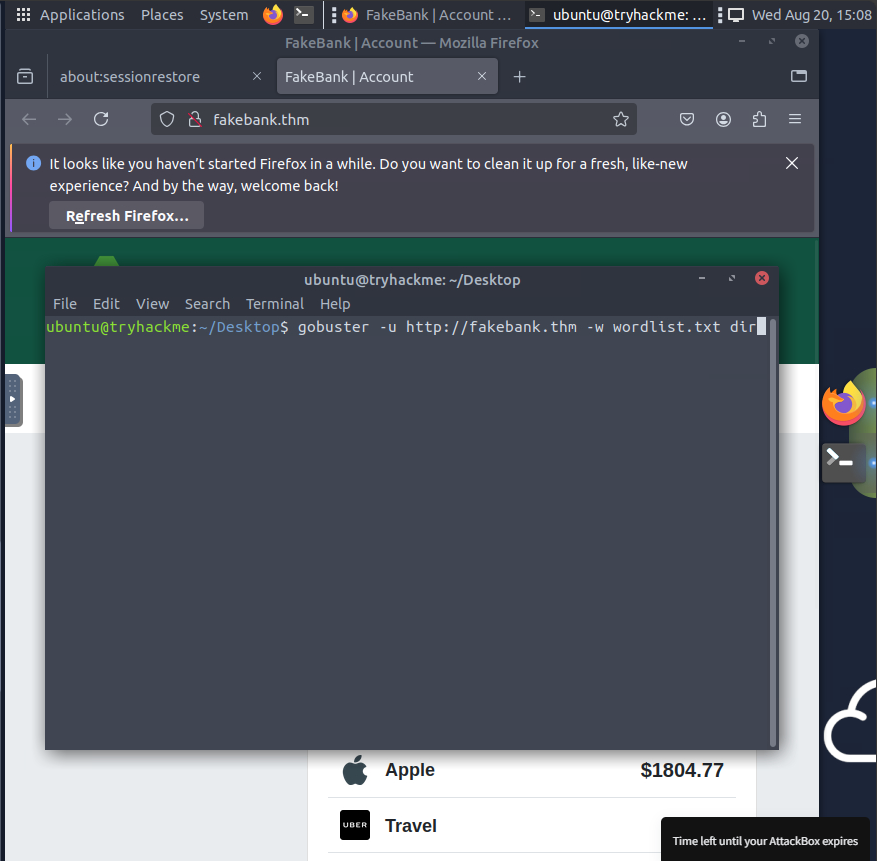 Applications Places System FakeBank | Account ... ubuntu@tryhackme: ... Wed Aug 20, 15:08
FakeBank | Account — Mozilla Firefox
about:sessionrestore FakeBank | Account
fakebank.thm
It looks like you haven’t started Firefox in a while. Do you want to clean it up for a fresh, like-new
experience? And by the way, welcome back!
Refresh Firefox…
ubuntu@tryhackme: ~/Desktop
File Edit View Search Terminal Help
ubuntu@tryhackme:~/Desktop$ gobuster -u http://fakebank.thm -w wordlist.txt dir
Apple $1804.77
UBER Travel
Time left until your AttackBox expires